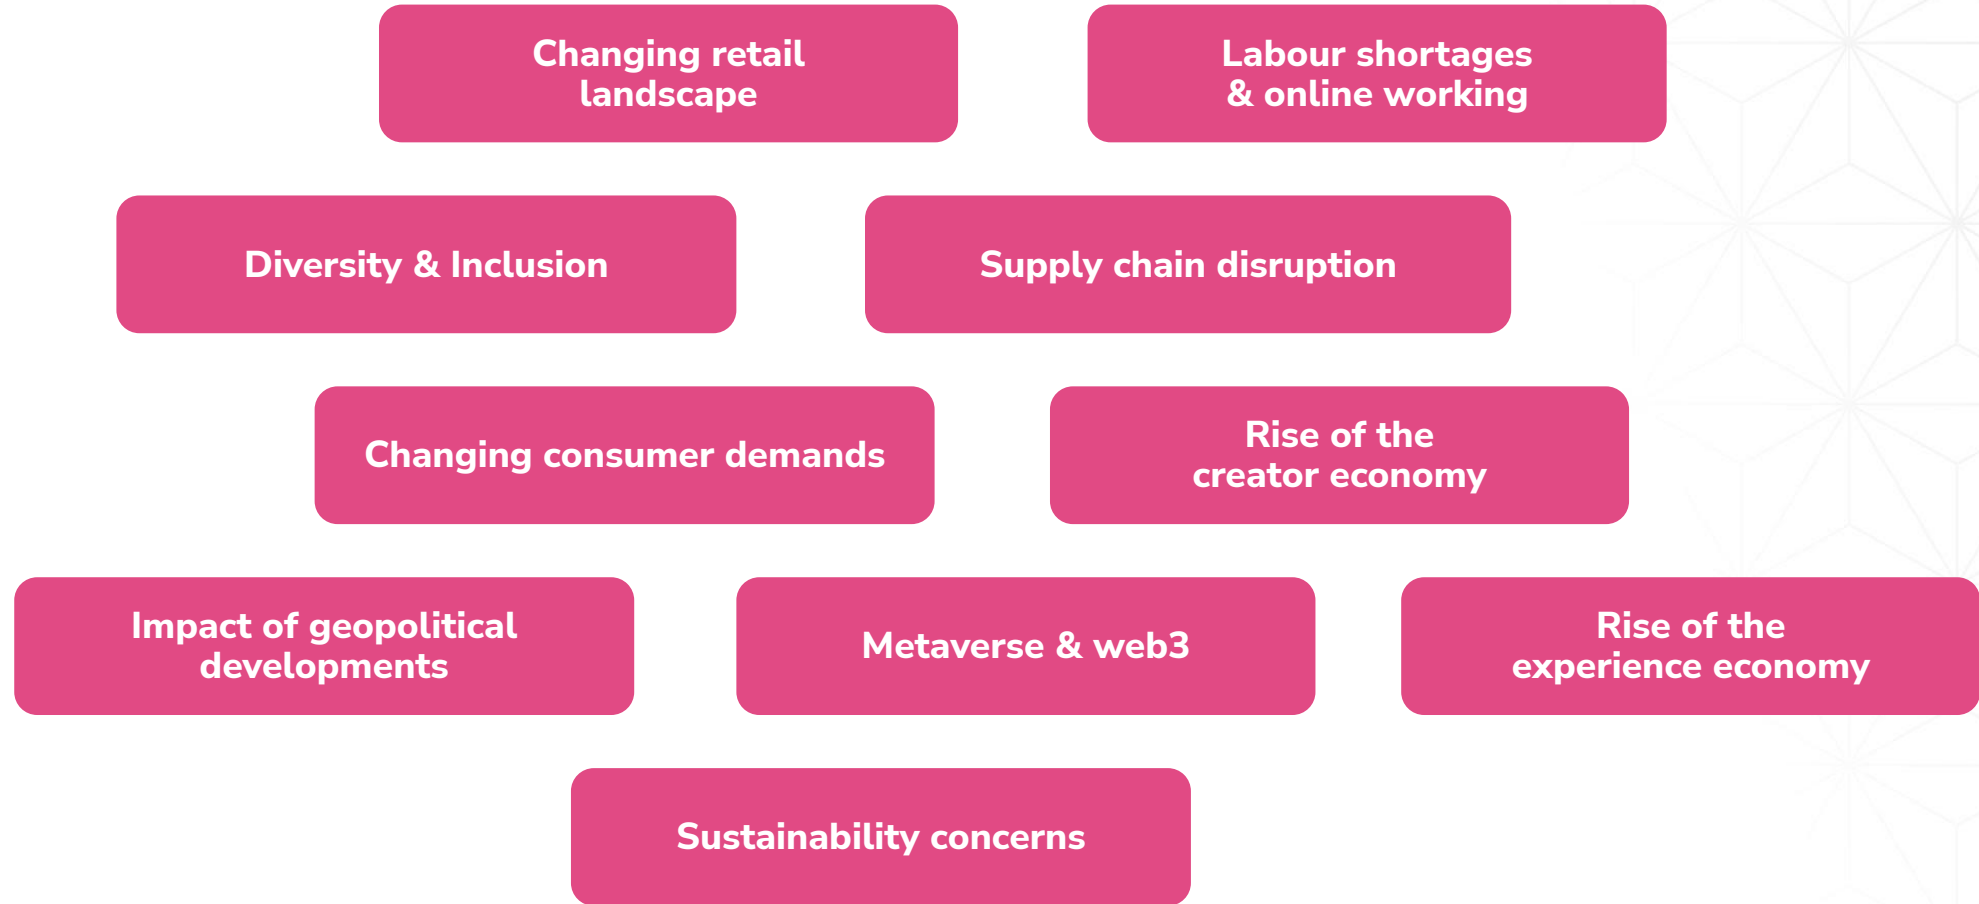 Changing retail
landscape
Labour shortages
& online working
Diversity & Inclusion
Supply chain disruption
Changing consumer demands
Rise of the
creator economy
Impact of geopolitical
developments
Metaverse & web3
Rise of the
experience economy
Sustainability concerns